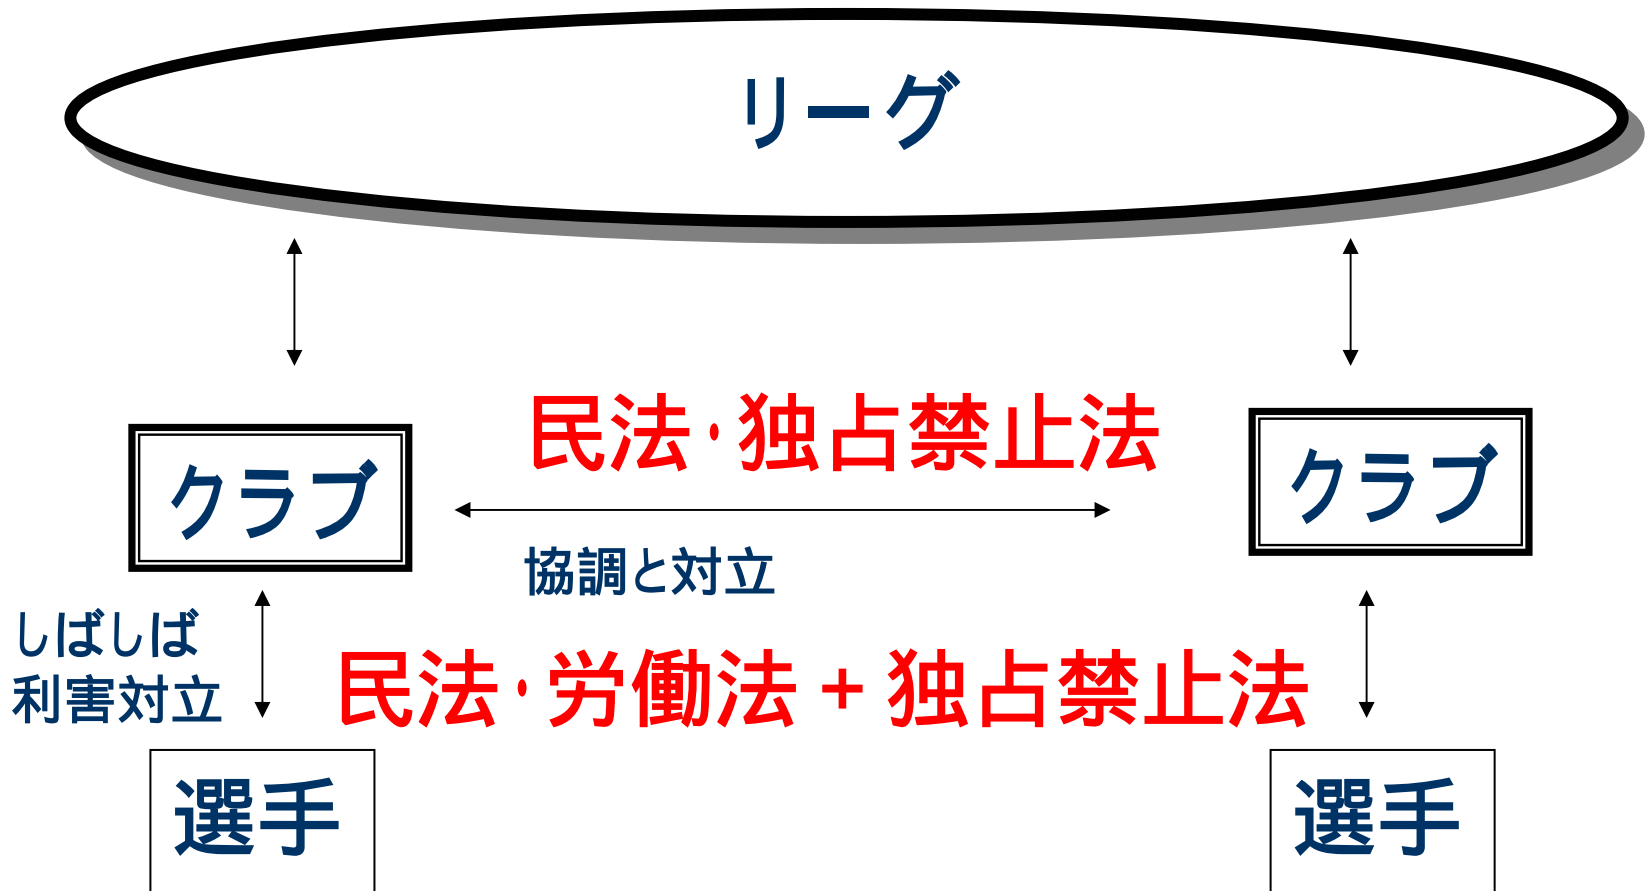 リーグ
民法・独占禁止法
クラブ
クラブ
協調と対立
しばしば
利害対立
民法・労働法+独占禁止法
選手
選手